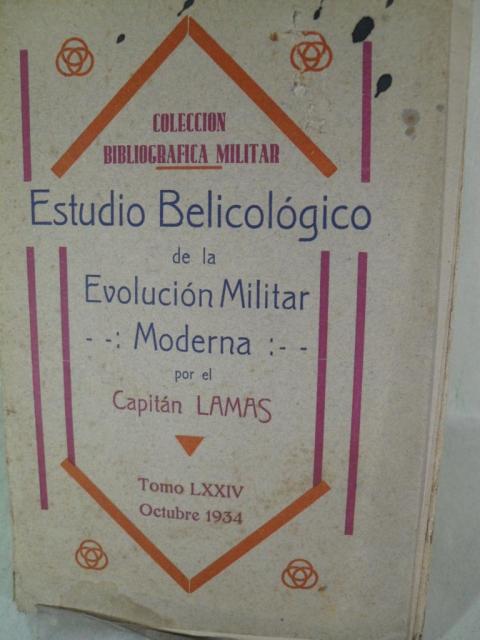 COLECCION
BIBLIOGRAFICA MILITAR
Estudio Belicológico
de la
Evolución Militar
--: Moderna :--
por el
Capitán LAMAS
Tomo LXXIV
Octubre 1934